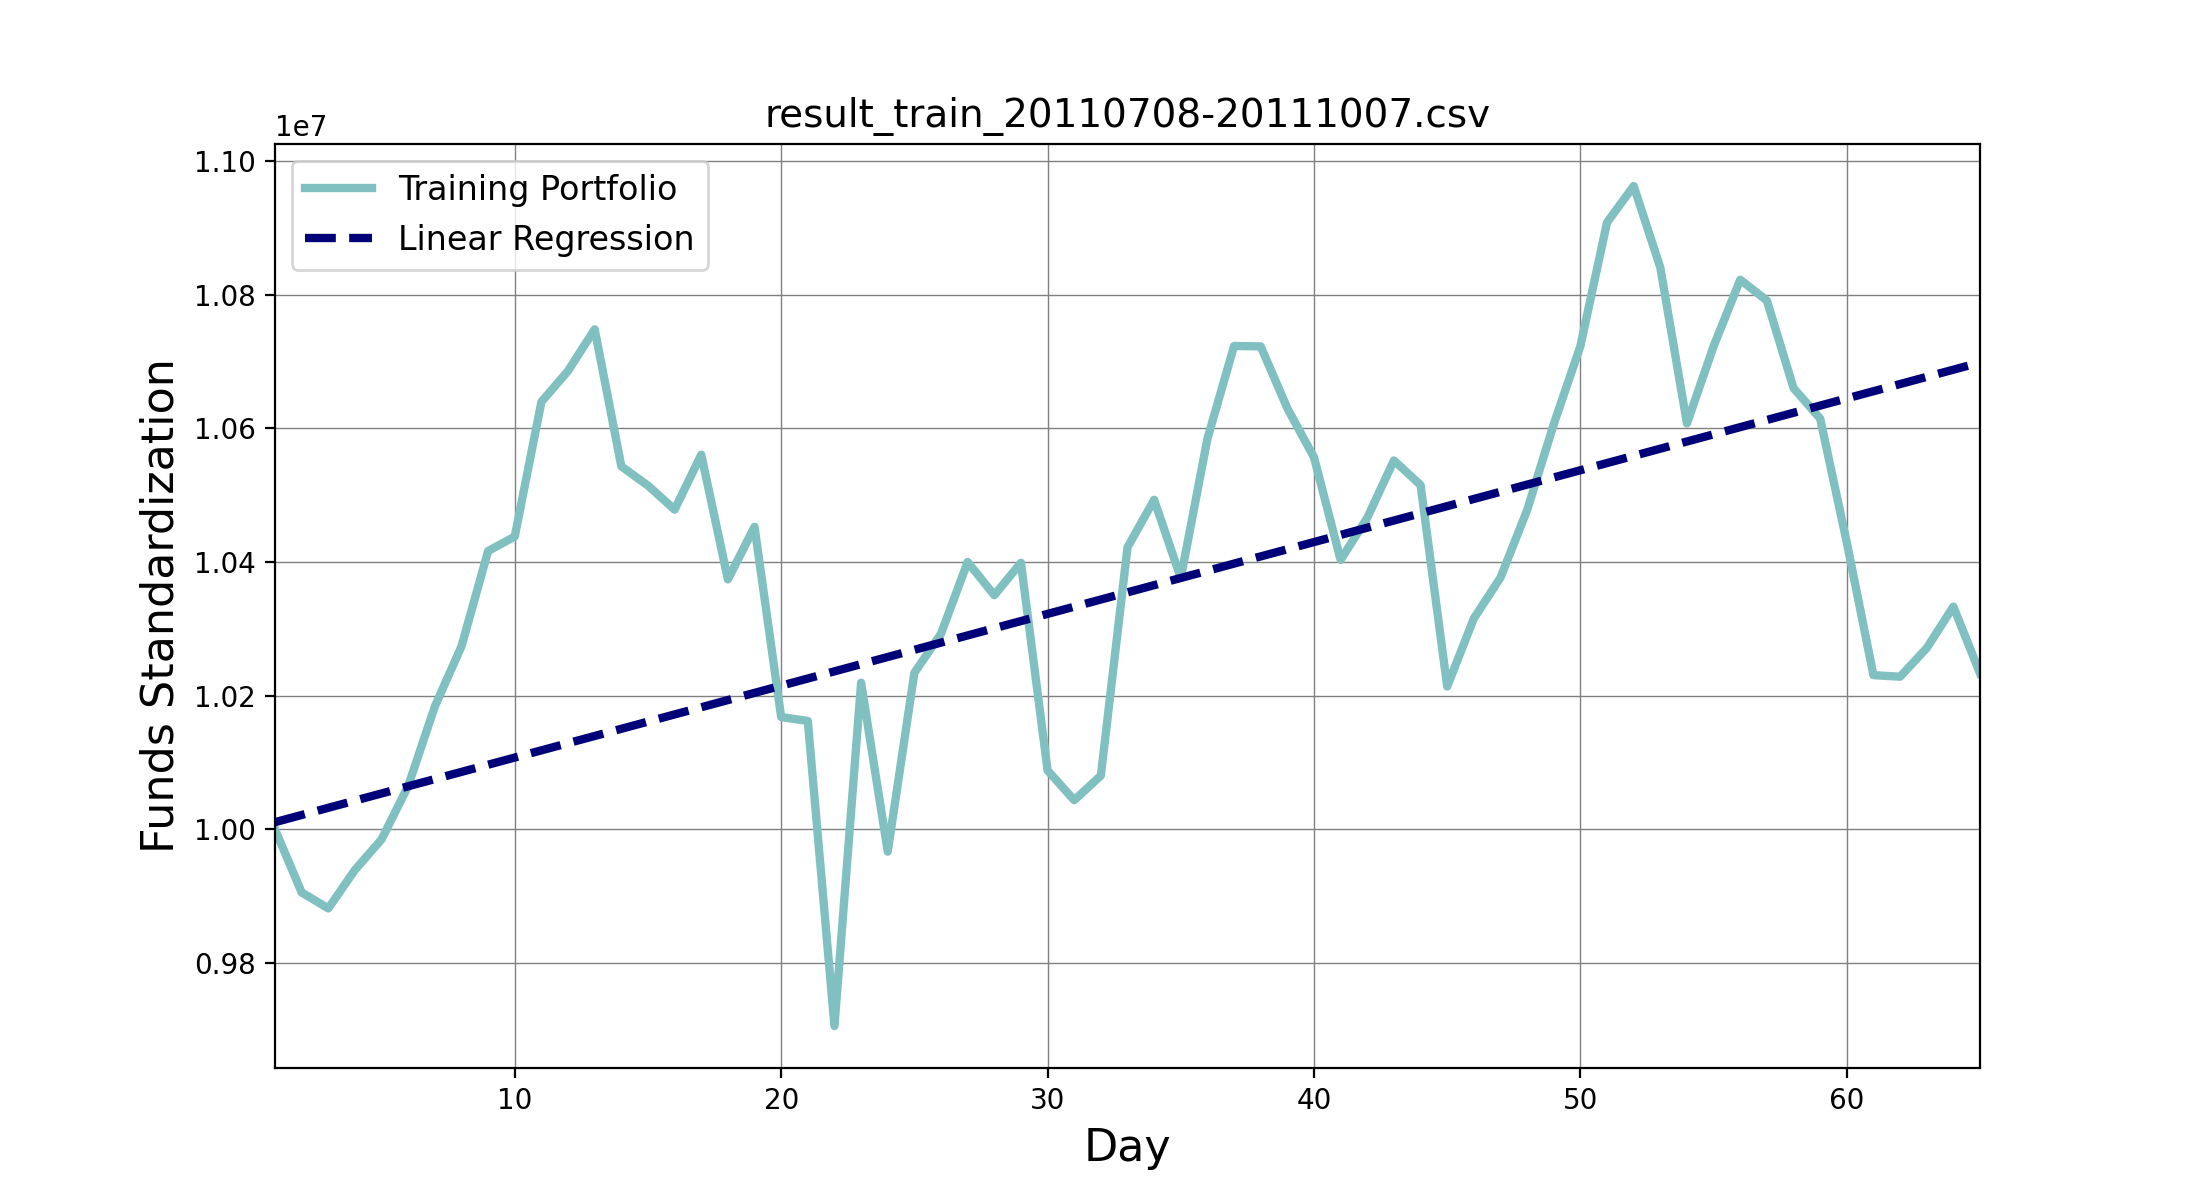 result_train_20110708-20111007.csv
1e7
1.10
1.08
1.06
1.04
1.02
1.00
0.98
Funds Standardization
Training Portfolio
Linear Regression
10 20 30 40 50 60
Day